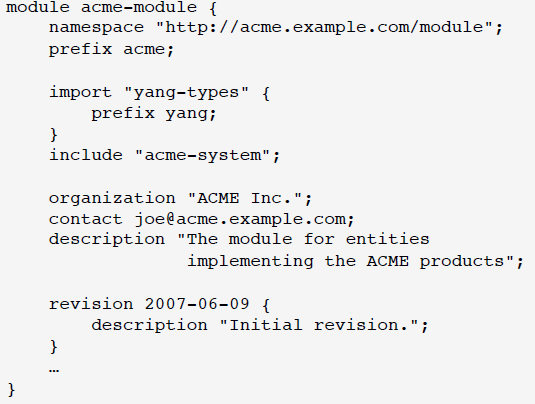 module acme-module {
    namespace "http://acme.example.com/module";
    prefix acme;

    import "yang-types" {
        prefix yang;
    }
    include "acme-system";

    organization "ACME Inc.";
    contact joe@acme.example.com;
    description "The module for entities
                 implementing the ACME products";

    revision 2007-06-09 {
        description "Initial revision.";
    }
    …
}